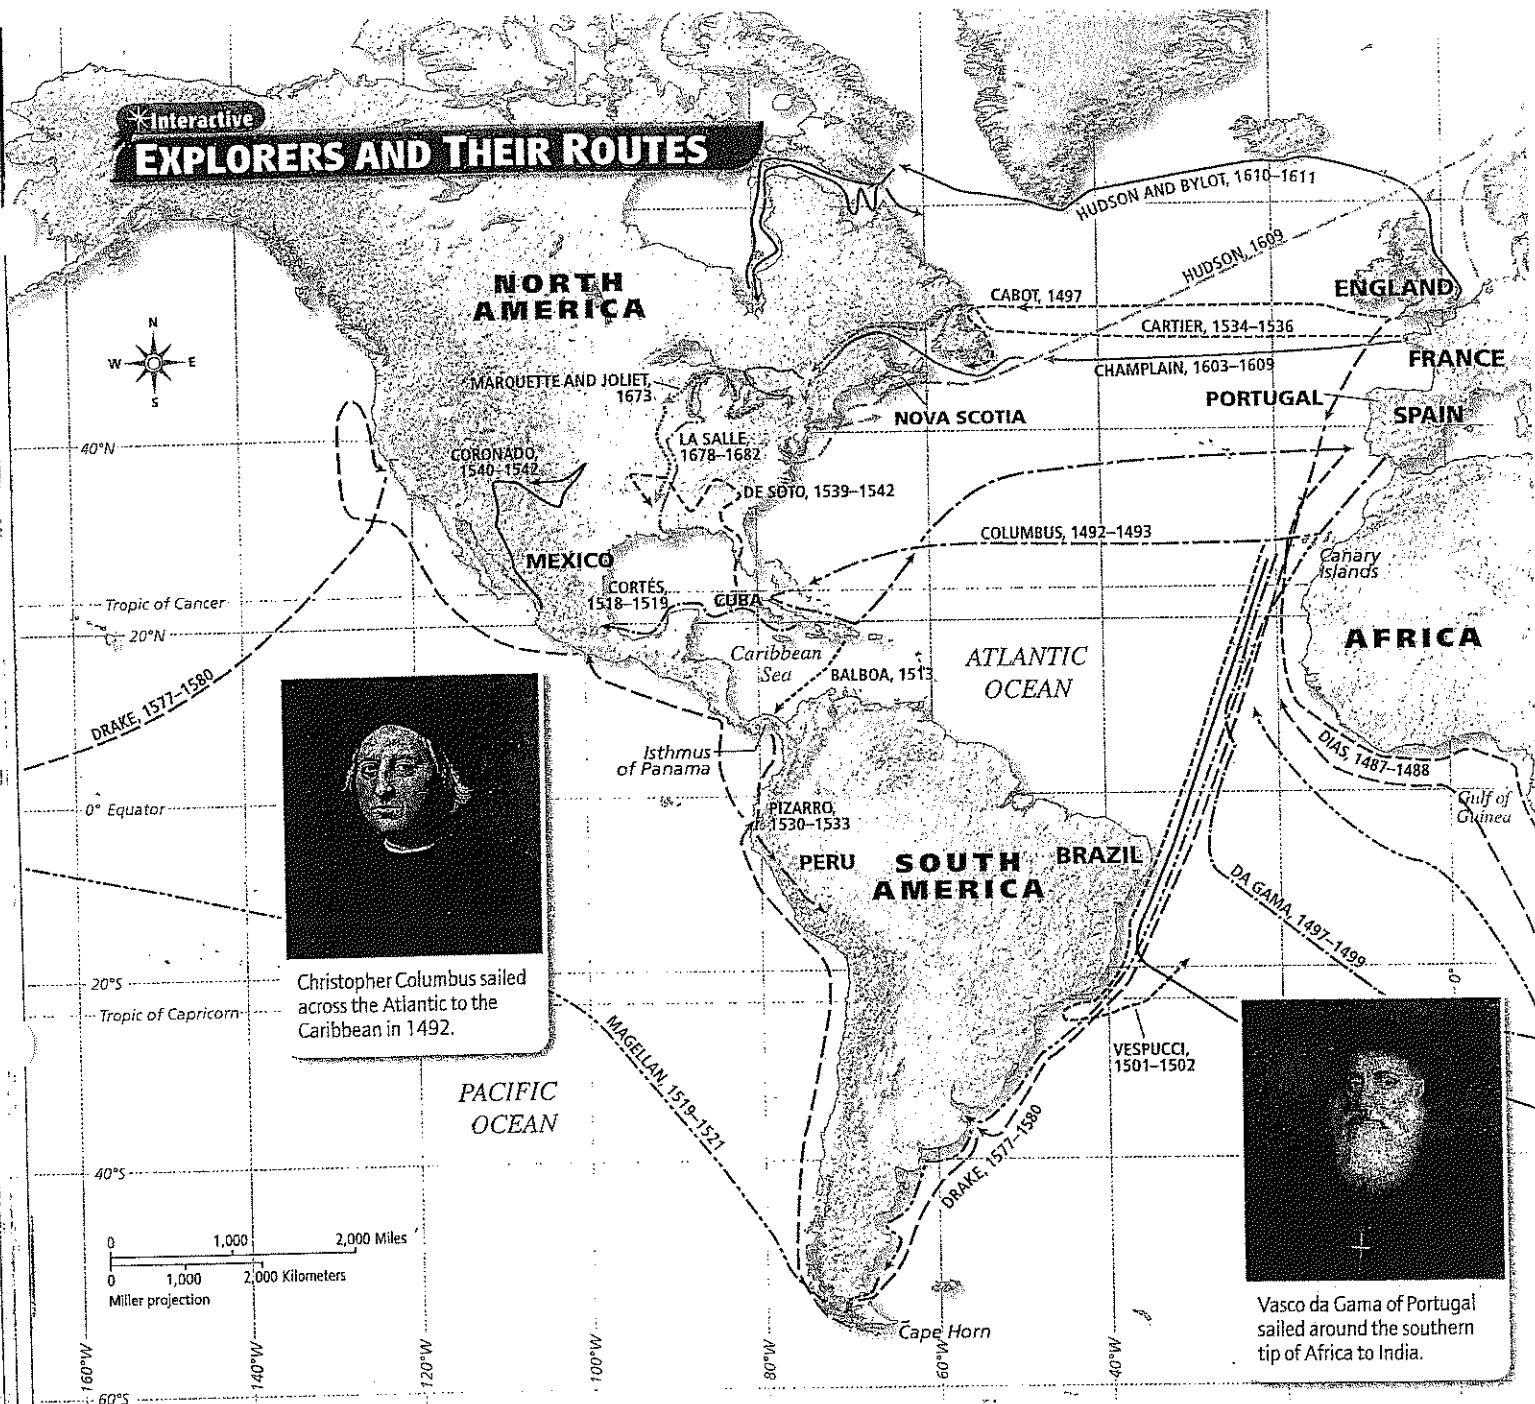 Interactive
EXPLORERS AND THEIR ROUTES
HUDSON AND BYLOT, 1610–1611
HUDSON, 1609
NORTH
AMERICA
CABOT, 1497
ENGLAND
CARTIER, 1534–1536
N
W
E
S
FRANCE
CHAMPLAIN, 1603–1609
MARQUETTE AND JOLIET,
1673
PORTUGAL
SPAIN
NOVA SCOTIA
40°N
LA SALLE,
1678–1682
CORONADO,
1540–1542
DE SOTO, 1539–1542
COLUMBUS, 1492–1493
MEXICO
Canary
Islands
CORTÉS,
1518–1519
CUBA
Tropic of Cancer
20°N
AFRICA
Caribbean
Sea
ATLANTIC
OCEAN
BALBOA, 1513
DRAKE, 1577–1580
Isthmus
of Panama
DIAS, 1487–1488
0° Equator
Gulf of
Guinea
PIZARRO,
1530–1533
PERU
SOUTH
AMERICA
BRAZIL
DA GAMA, 1497–1499
Christopher Columbus sailed
across the Atlantic to the
Caribbean in 1492.
20°S
Tropic of Capricorn
0°
MAGELLAN, 1519–1521
VESPUCCI,
1501–1502
PACIFIC
OCEAN
DRAKE, 1577–1580
40°S
0 1,000 2,000 Miles
0 1,000 2,000 Kilometers
Miller projection
Vasco da Gama of Portugal
sailed around the southern
tip of Africa to India.
Cape Horn
160°W
140°W
120°W
100°W
80°W
60°W
40°W
60°S